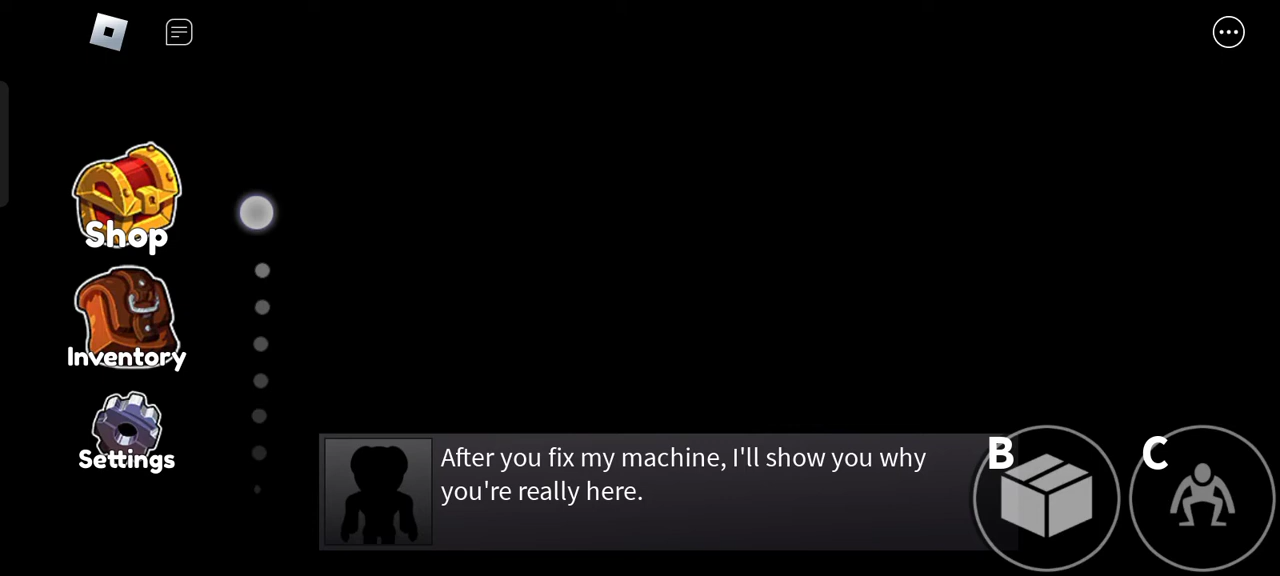 Shop
Inventory
Settings
After you fix my machine, I'll show you why
you're really here.
B
C